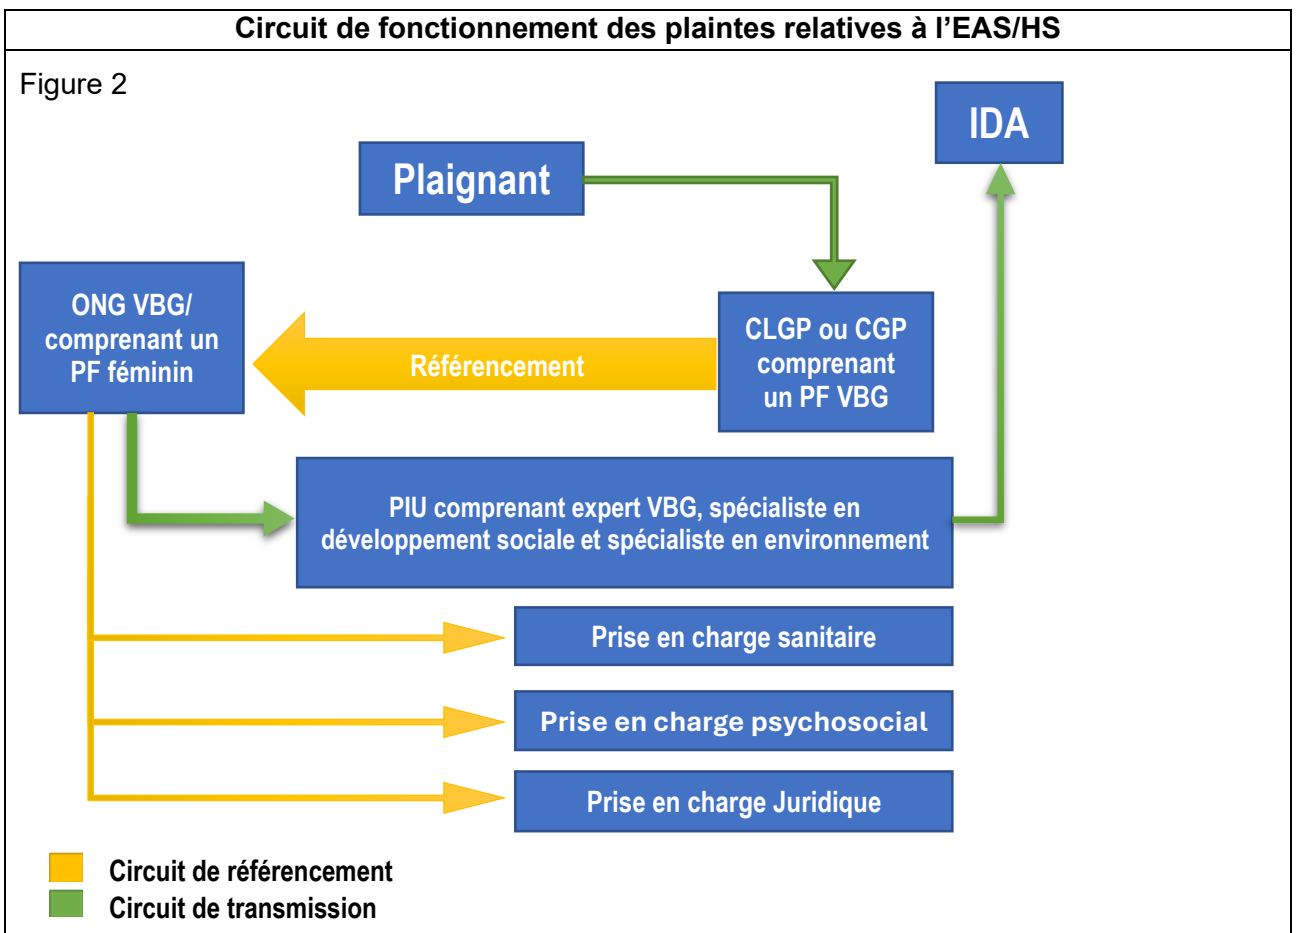 Circuit de fonctionnement des plaintes relatives à l’EAS/HS
Figure 2
IDA
Plaignant
ONG VBG/
comprenant un
PF féminin
Référencement
CLGP ou CGP
comprenant
un PF VBG
PIU comprenant expert VBG, spécialiste en
développement sociale et spécialiste en environnement
Prise en charge sanitaire
Prise en charge psychosocial
Prise en charge Juridique
Circuit de référencement
Circuit de transmission